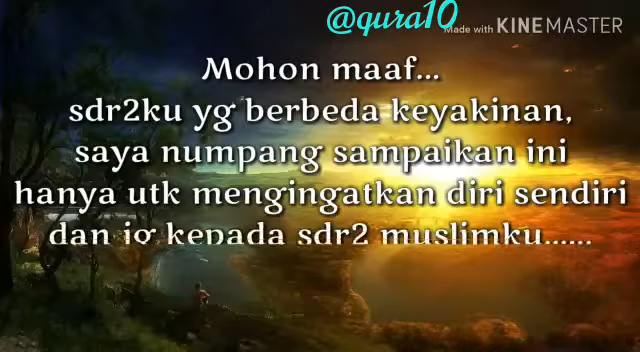 @qura10
Made with KINEMASTER
Mohon maaf...
sdr2ku yg berbeda keyakinan,
saya numpang sampaikan ini
hanya utk mengingatkan diri sendiri
dan jg kepada sdr2 muslimku......